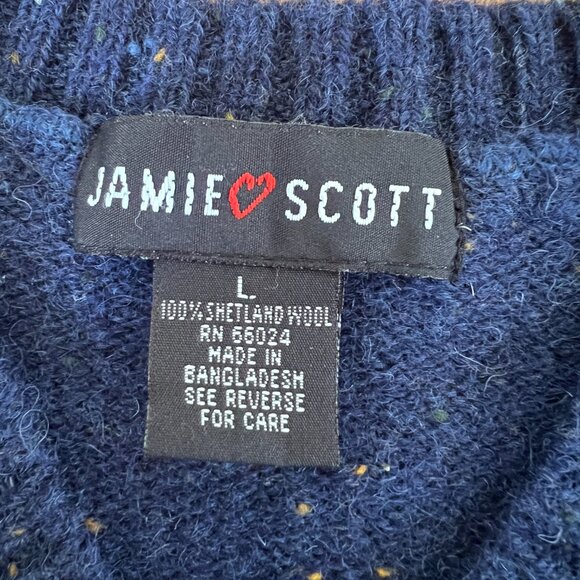 JAMIE SCOTT
L
100% SHETLAND WOOL
RN 66024
MADE IN
BANGLADESH
SEE REVERSE
FOR CARE